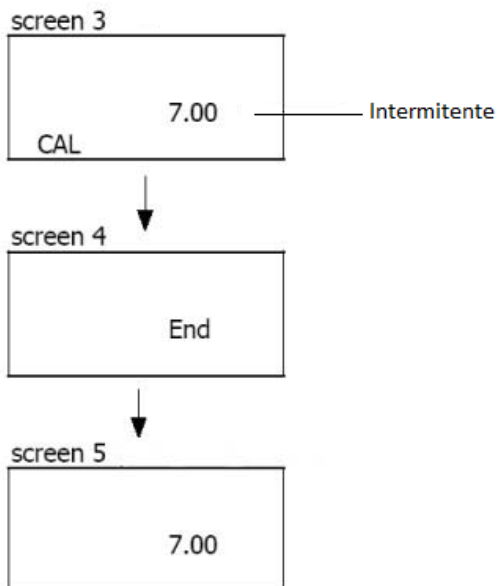 screen 3
7.00
Intermitente
CAL
screen 4
End
screen 5
7.00